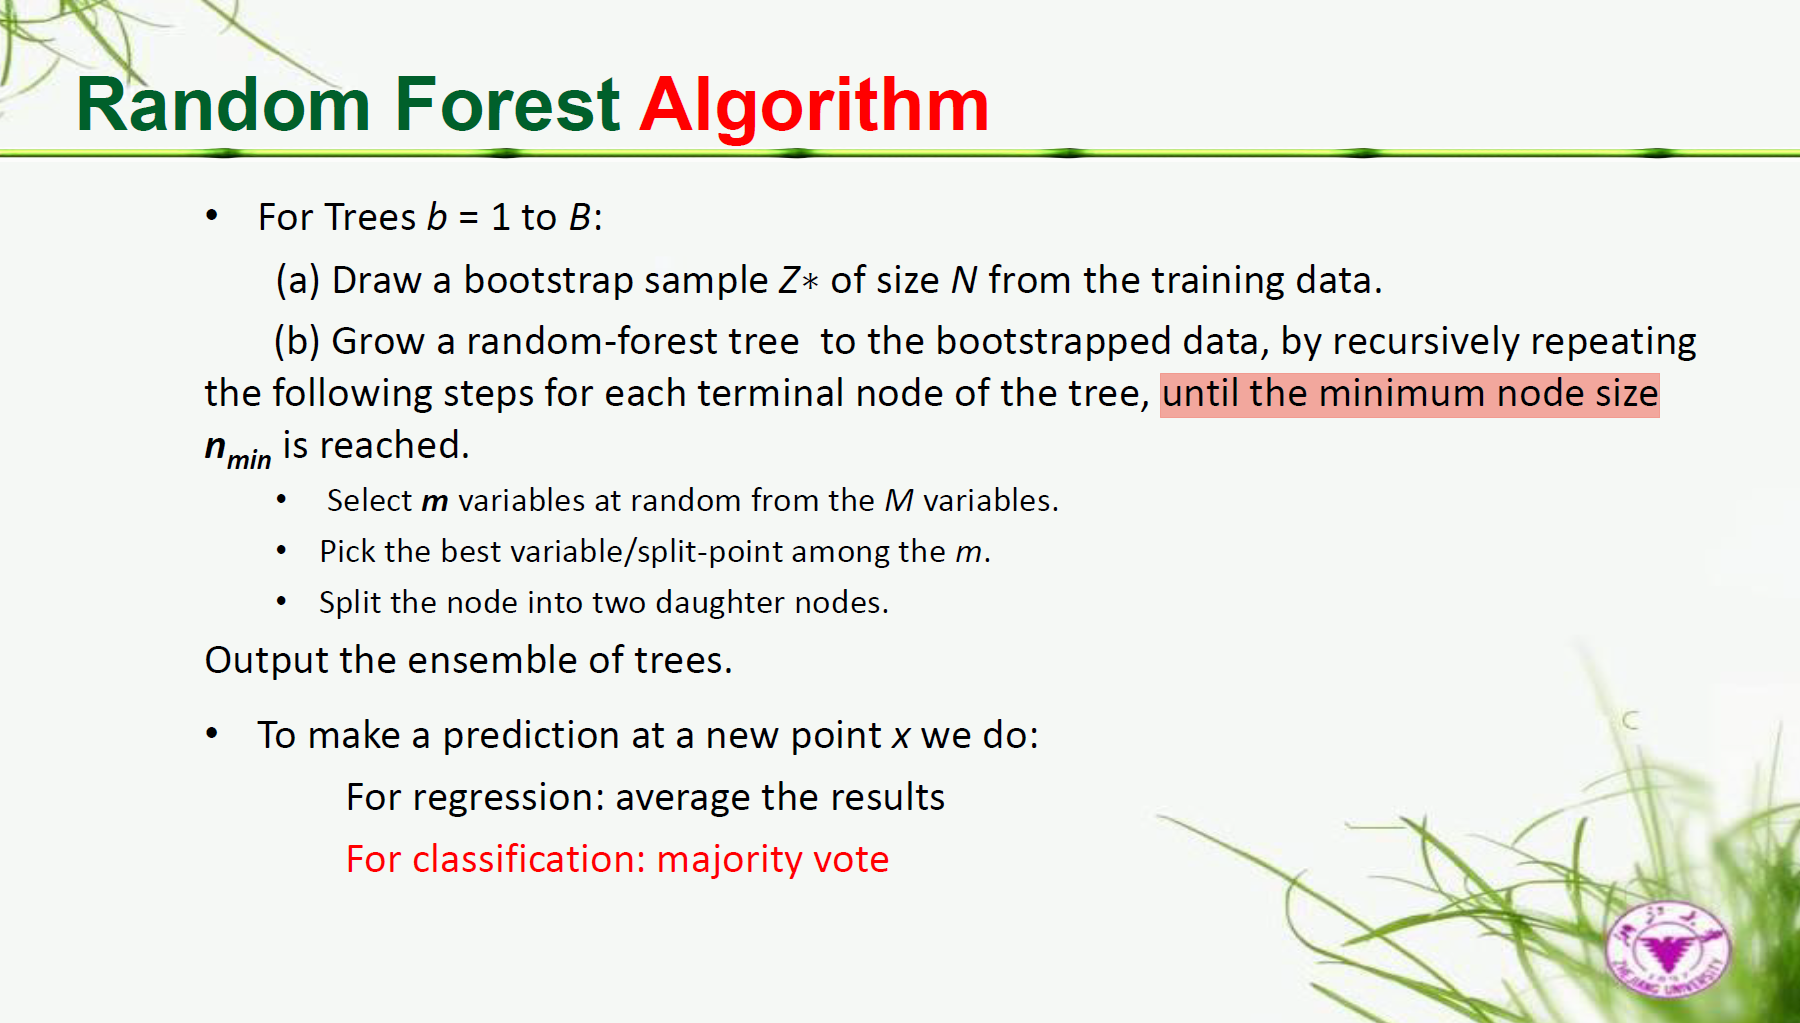 Random Forest Algorithm
• For Trees b = 1 to B:
(a) Draw a bootstrap sample Z∗ of size N from the training data.
(b) Grow a random-forest tree to the bootstrapped data, by recursively repeating
the following steps for each terminal node of the tree, until the minimum node size
nmin is reached.
• Select m variables at random from the M variables.
• Pick the best variable/split-point among the m.
• Split the node into two daughter nodes.
Output the ensemble of trees.
• To make a prediction at a new point x we do:
For regression: average the results
For classification: majority vote
ZHEJIANG UNIVERSITY